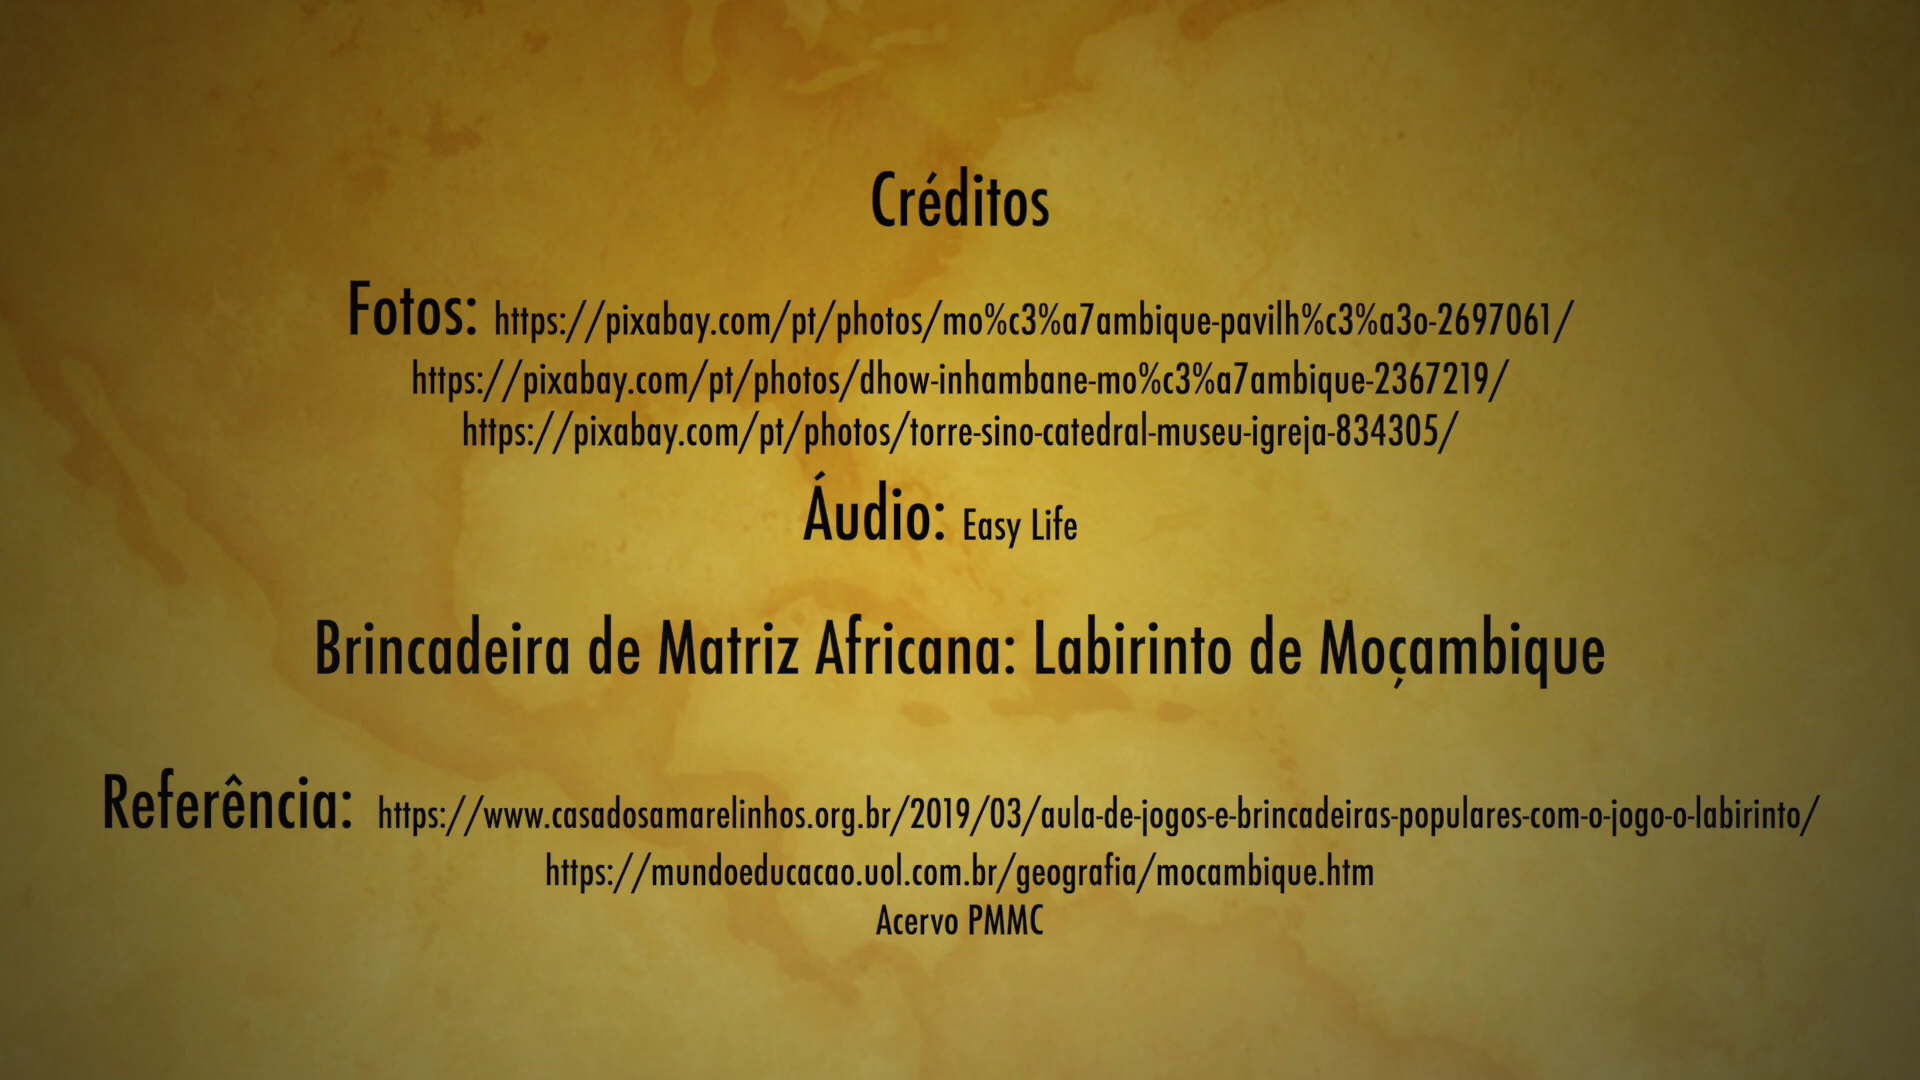 Créditos
Fotos: https://pixabay.com/pt/photos/mo%c3%a7ambique-pavilh%c3%a3o-2697061/
https://pixabay.com/pt/photos/dhow-inhambane-mo%c3%a7ambique-2367219/
https://pixabay.com/pt/photos/torre-sino-catedral-museu-igreja-834305/
Áudio: Easy Life
Brincadeira de Matriz Africana: Labirinto de Moçambique
Referência: https://www.casadosamarelinhos.org.br/2019/03/aula-de-jogos-e-brincadeiras-populares-com-o-jogo-o-labirinto/
https://mundoeducacao.uol.com.br/geografia/mocambique.htm
Acervo PMMC